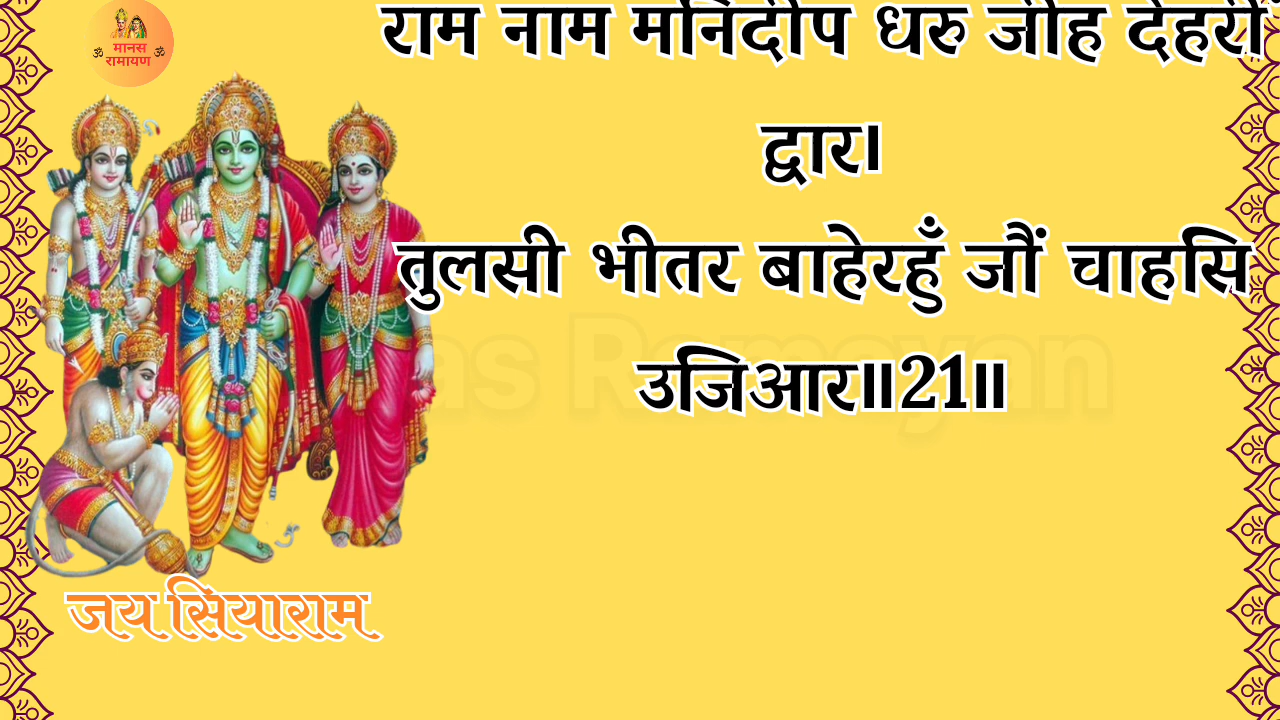 मानस
रामायण
राम नाम मनिदीप धरु जीह देहरीं
द्वार।
तुलसी भीतर बाहेरहुँ जौं चाहसि
उजिआर॥21॥
जय सियाराम